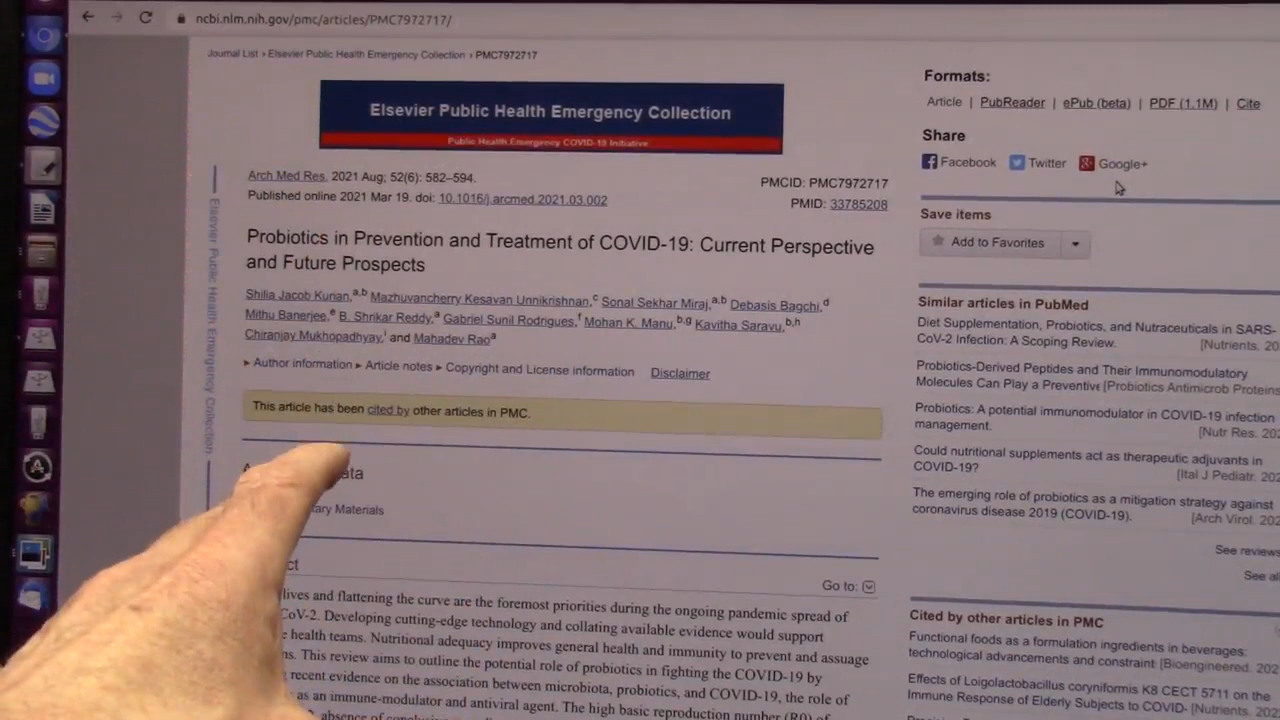 ncbi.nlm.nih.gov/pmc/articles/PMC7972717/
Journal List › Elsevier Public Health Emergency Collection › PMC7972717
Elsevier Public Health Emergency Collection
Public Health Emergency COVID-19 Initiative
Elsevier Public Health Emergency Collection
Arch Med Res. 2021 Aug; 52(6): 582–594.
Published online 2021 Mar 19. doi: 10.1016/j.arcmed.2021.03.002
PMCID: PMC7972717
PMID: 33785208
Probiotics in Prevention and Treatment of COVID-19: Current Perspective
and Future Prospects
Shilia Jacob Kurian,a,b Mazhuvancherry Kesavan Unnikrishnan,c Sonal Sekhar Miraj,a,b Debasis Bagchi,d
Mithu Banerjee,e B. Shrikar Reddy,a Gabriel Sunil Rodrigues,f Mohan K. Manu,b,g Kavitha Saravu,b,h
Chiranjay Mukhopadhyay,i and Mahadev Raoa
▸ Author information ▸ Article notes ▸ Copyright and License information Disclaimer
This article has been cited by other articles in PMC.
ata
tary Materials
ct
Go to:
lives and flattening the curve are the foremost priorities during the ongoing pandemic spread of
CoV-2. Developing cutting-edge technology and collating available evidence would support
e health teams. Nutritional adequacy improves general health and immunity to prevent and assuage
ns. This review aims to outline the potential role of probiotics in fighting the COVID-19 by
recent evidence on the association between microbiota, probiotics, and COVID-19, the role of
as an immune-modulator and antiviral agent. The high basic reproduction number (R0) of
absence of
Formats:
Article | PubReader | ePub (beta) | PDF (1.1M) | Cite
Share
Facebook Twitter Google+
Save items
Add to Favorites
Similar articles in PubMed
Diet Supplementation, Probiotics, and Nutraceuticals in SARS-
CoV-2 Infection: A Scoping Review. [Nutrients. 20
Probiotics-Derived Peptides and Their Immunomodulatory
Molecules Can Play a Preventive [Probiotics Antimicrob Proteins
Probiotics: A potential immunomodulator in COVID-19 infection
management. [Nutr Res. 202
Could nutritional supplements act as therapeutic adjuvants in
COVID-19? [Ital J Pediatr. 202
The emerging role of probiotics as a mitigation strategy against
coronavirus disease 2019 (COVID-19). [Arch Virol. 202
See reviews
See al
Cited by other articles in PMC
Functional foods as a formulation ingredients in beverages:
technological advancements and constraint [Bioengineered. 202
Effects of Loigolactobacillus coryniformis K8 CECT 5711 on the
Immune Response of Elderly Subjects to COVID- [Nutrients. 202